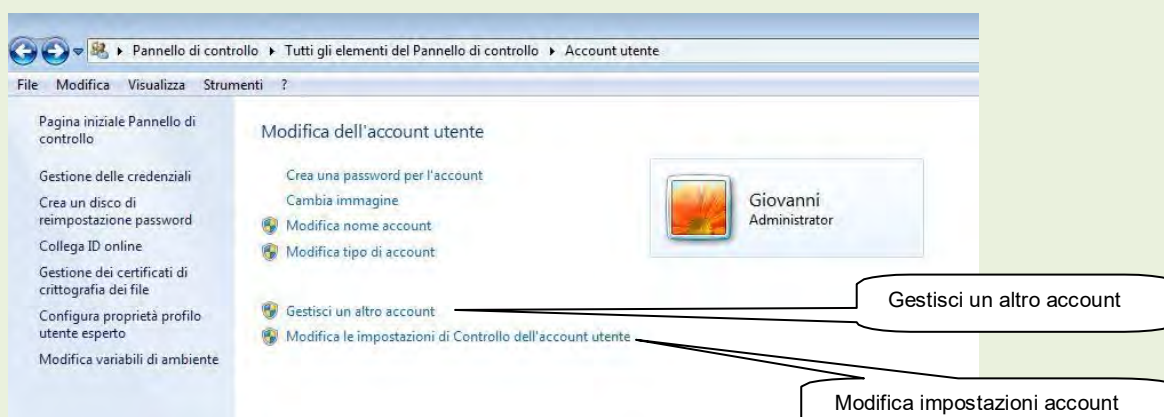 Pannello di controllo Tutti gli elementi del Pannello di controllo Account utente
File Modifica Visualizza Strumenti ?
Pagina iniziale Pannello di
controllo
Gestione delle credenziali
Crea un disco di
reimpostazione password
Collega ID online
Gestione dei certificati di
crittografia dei file
Configura proprietà profilo
utente esperto
Modifica variabili di ambiente
Modifica dell'account utente
Crea una password per l'account
Cambia immagine
Modifica nome account
Modifica tipo di account
Gestisci un altro account
Modifica le impostazioni di Controllo dell'account utente
Giovanni
Administrator
Gestisci un altro account
Modifica impostazioni account